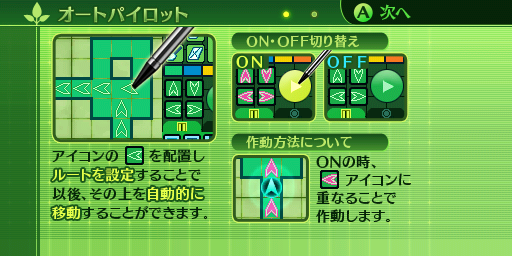 オートパイロット
A 次へ
ON・OFF切り替え
ON OFF
アイコンの を配置し
ルートを設定することで
以後、その上を自動的に
移動することができます。
作動方法について
ONの時、
アイコンに
重なることで
作動します。